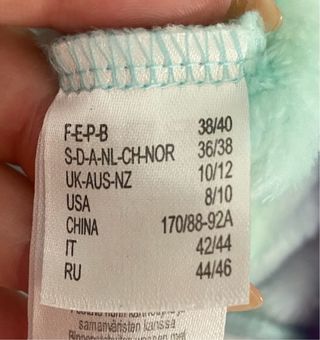 F-E-P-B 38/40
S-D-A-NL-CH-NOR 36/38
UK-AUS-NZ 10/12
USA 8/10
CHINA 170/88-92A
IT 42/44
RU 44/46
samanväristen kanssa